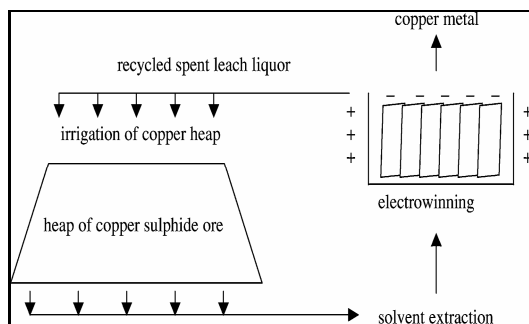 copper metal
recycled spent leach liquor
– – – – – –
+ +
+ +
+ +
irrigation of copper heap
electrowinning
heap of copper sulphide ore
solvent extraction